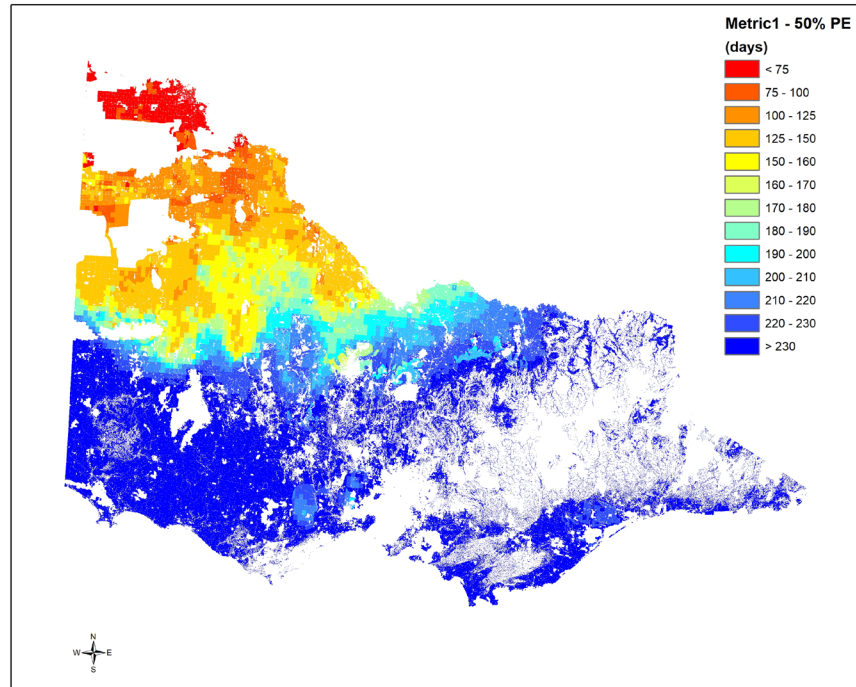 Metric1 - 50% PE
(days)
< 75
75 - 100
100 - 125
125 - 150
150 - 160
160 - 170
170 - 180
180 - 190
190 - 200
200 - 210
210 - 220
220 - 230
> 230
N
W E
S